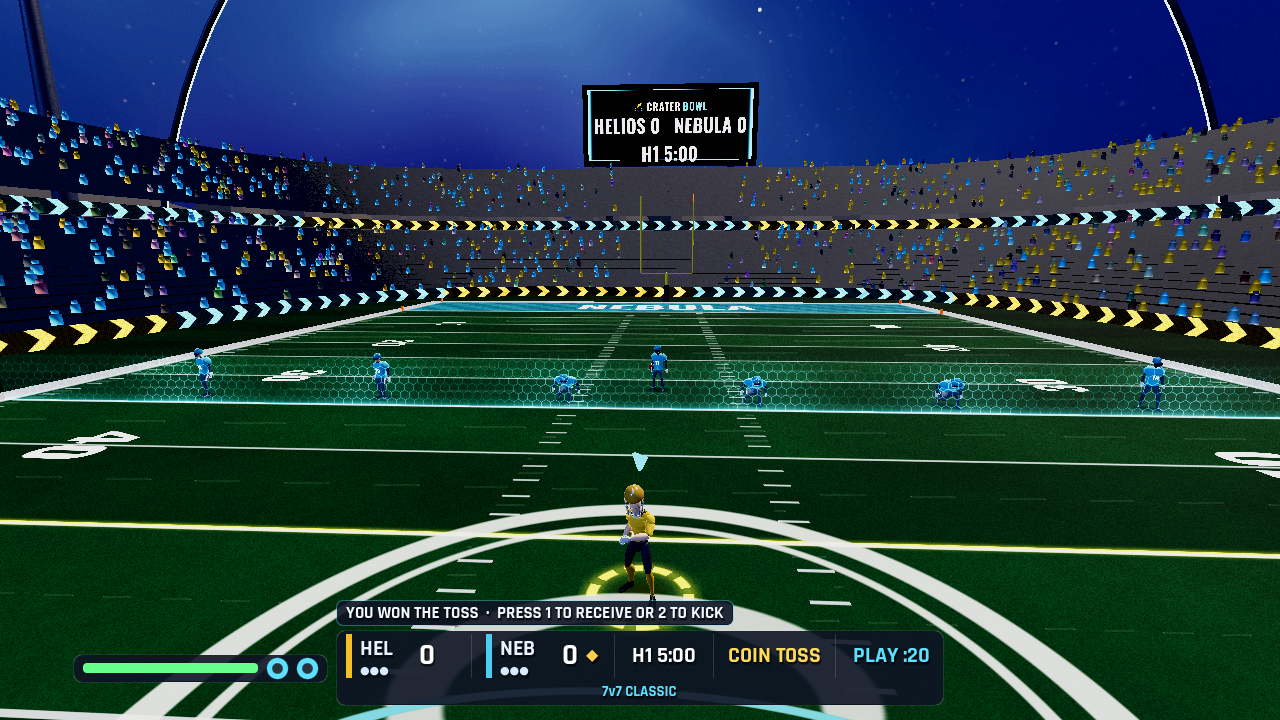 CRATER BOWL
HELIOS 0 NEBULA 0
H1 5:00
NEBULA
YOU WON THE TOSS · PRESS 1 TO RECEIVE OR 2 TO KICK
HEL 0 NEB 0 H1 5:00 COIN TOSS PLAY :20
7v7 CLASSIC